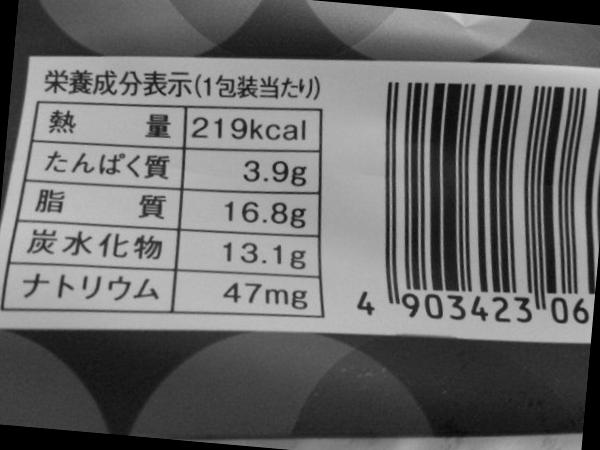 栄養成分表示(1包装当たり)
熱量 219kcal
たんぱく質 3.9g
脂質 16.8g
炭水化物 13.1g
ナトリウム 47mg
4 903423 06